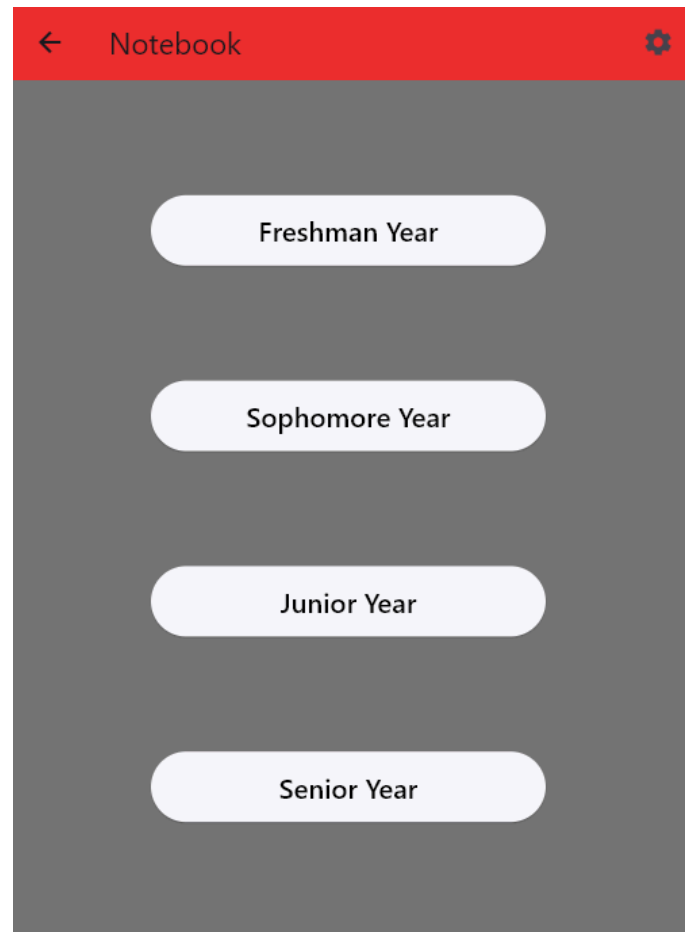 Notebook
Freshman Year
Sophomore Year
Junior Year
Senior Year